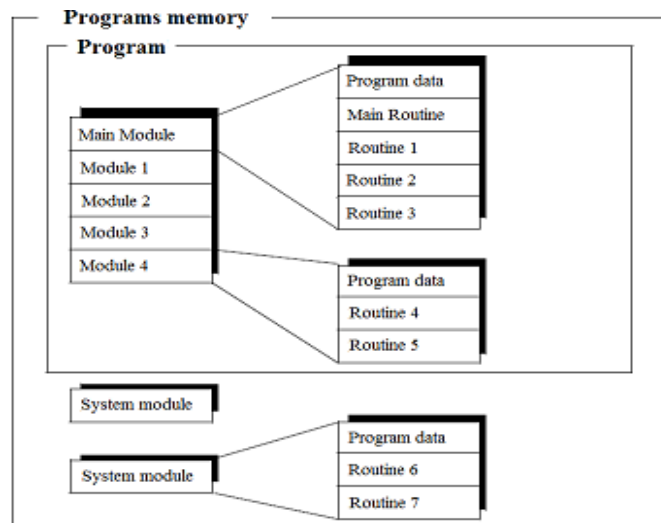 Programs memory
Program
Main Module
Module 1
Module 2
Module 3
Module 4
Program data
Main Routine
Routine 1
Routine 2
Routine 3
Program data
Routine 4
Routine 5
System module
System module
Program data
Routine 6
Routine 7